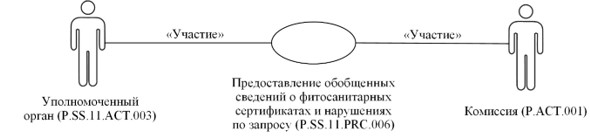 «Участие»
«Участие»
Предоставление обобщенных
сведений о фитосанитарных
сертификатах и нарушениях
по запросу (P.SS.11.PRC.006)
Уполномоченный
орган (P.SS.11.ACT.003)
Комиссия (P.ACT.001)